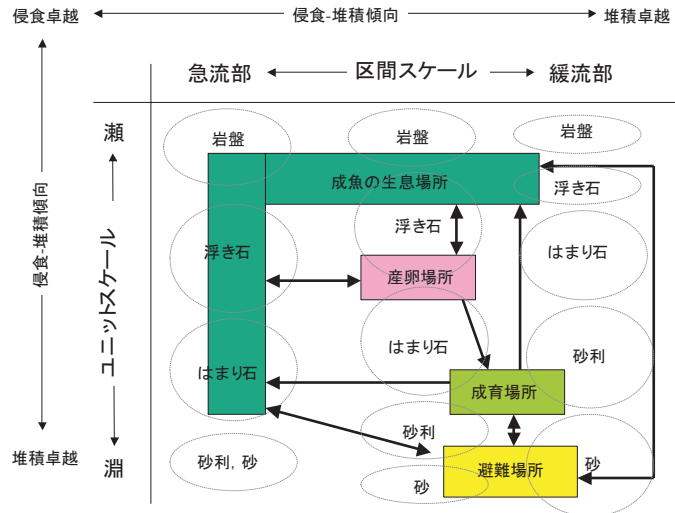 侵食卓越
侵食-堆積傾向
堆積卓越
急流部
区間スケール
緩流部
瀬
岩盤
岩盤
岩盤
成魚の生息場所
浮き石
浮き石
浮き石
はまり石
産卵場所
侵食-堆積傾向
ユニットスケール
はまり石
はまり石
砂利
成育場所
砂利
堆積卓越
淵
砂利, 砂
避難場所
砂
砂